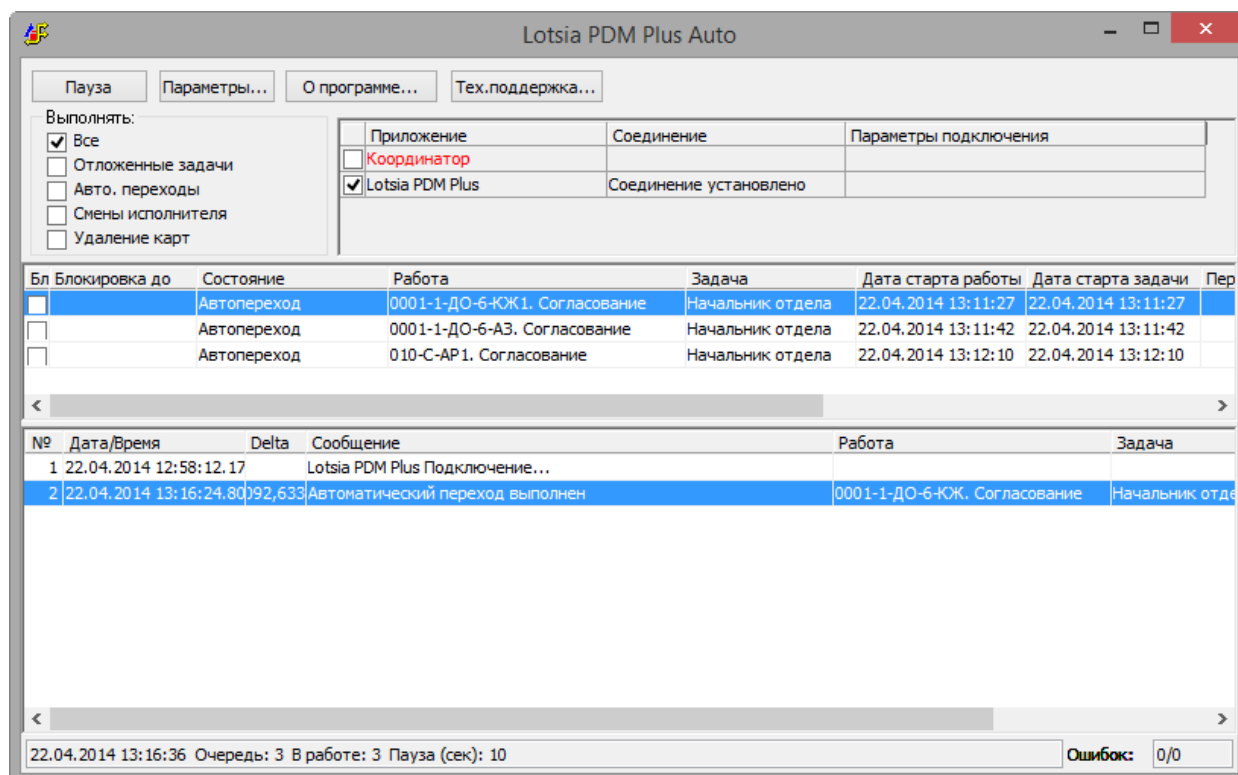 Lotsia PDM Plus Auto
Пауза Параметры... О программе... Тех.поддержка...
Выполнять:
Все
Отложенные задачи
Авто. переходы
Смены исполнителя
Удаление карт
Приложение Соединение Параметры подключения
Координатор
Lotsia PDM Plus Соединение установлено
Бл Блокировка до Состояние Работа Задача Дата старта работы Дата старта задачи Пер
Автопереход 0001-1-ДО-6-КЖ1. Согласование Начальник отдела 22.04.2014 13:11:27 22.04.2014 13:11:27
Автопереход 0001-1-ДО-6-АЗ. Согласование Начальник отдела 22.04.2014 13:11:42 22.04.2014 13:11:42
Автопереход 010-С-АР1. Согласование Начальник отдела 22.04.2014 13:12:10 22.04.2014 13:12:10
№ Дата/Время Delta Сообщение Работа Задача
1 22.04.2014 12:58:12.17 Lotsia PDM Plus Подключение...
2 22.04.2014 13:16:24.80 092,633 Автоматический переход выполнен 0001-1-ДО-6-КЖ. Согласование Начальник отде
22.04.2014 13:16:36 Очередь: 3 В работе: 3 Пауза (сек): 10 Ошибок: 0/0